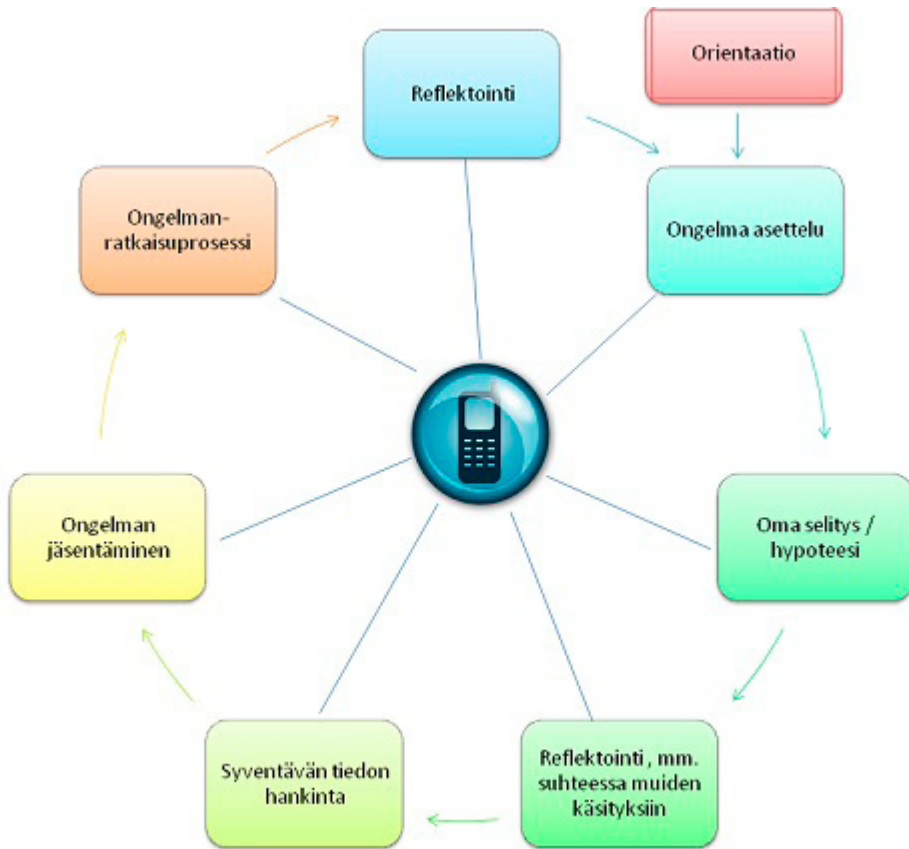 Orientaatio
Reflektointi
Ongelma asettelu
Oma selitys /
hypoteesi
Reflektointi , mm.
suhteessa muiden
käsityksiin
Syventävän tiedon
hankinta
Ongelman
jäsentäminen
Ongelman-
ratkaisuprosessi